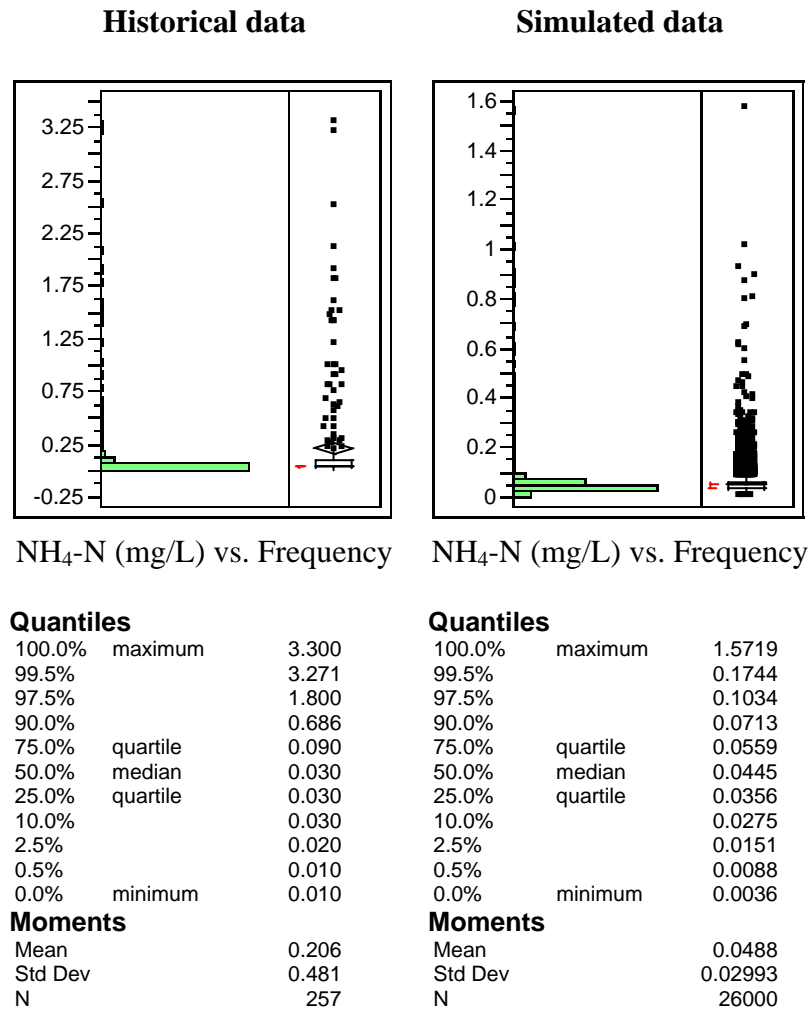 Historical data
Simulated data
3.25
2.75
2.25
1.75
1.25
0.75
0.25
-0.25
1.6
1.4
1.2
1
0.8
0.6
0.4
0.2
0
NH₄-N (mg/L) vs. Frequency
NH₄-N (mg/L) vs. Frequency
Quantiles
100.0% maximum 3.300
99.5% 3.271
97.5% 1.800
90.0% 0.686
75.0% quartile 0.090
50.0% median 0.030
25.0% quartile 0.030
10.0% 0.030
2.5% 0.020
0.5% 0.010
0.0% minimum 0.010
Moments
Mean 0.206
Std Dev 0.481
N 257
Quantiles
100.0% maximum 1.5719
99.5% 0.1744
97.5% 0.1034
90.0% 0.0713
75.0% quartile 0.0559
50.0% median 0.0445
25.0% quartile 0.0356
10.0% 0.0275
2.5% 0.0151
0.5% 0.0088
0.0% minimum 0.0036
Moments
Mean 0.0488
Std Dev 0.02993
N 26000